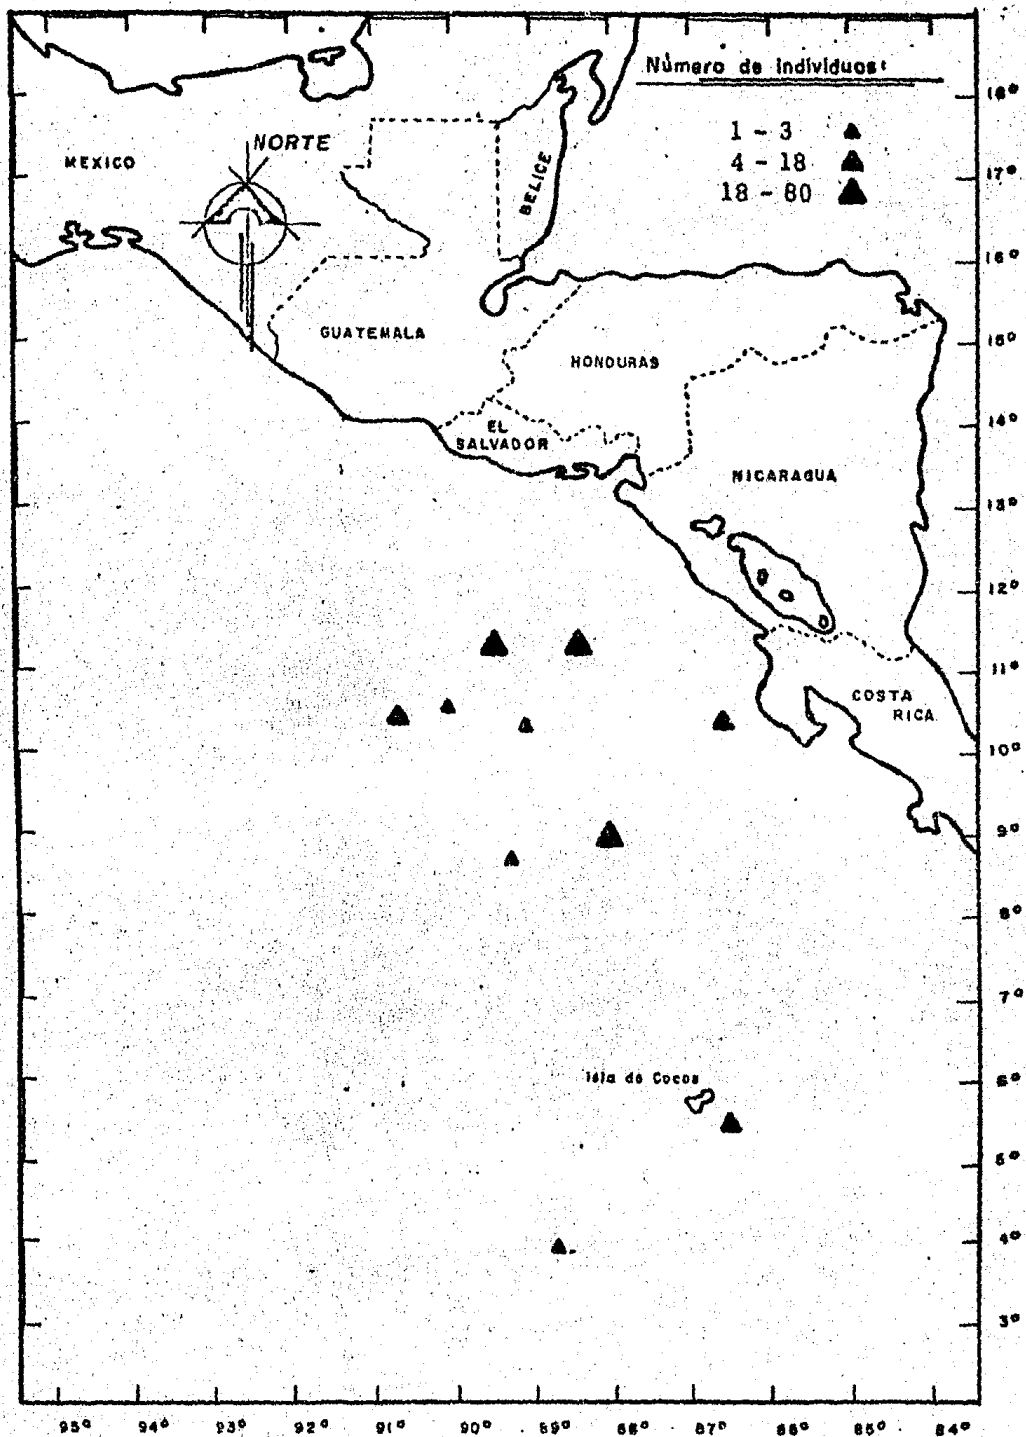 Número de individuos:
1 - 3
4 - 18
18 - 80
NORTE
MEXICO
BELICE
GUATEMALA
HONDURAS
EL
SALVADOR
NICARAGUA
COSTA
RICA
Isla de Cocos
18°
17°
16°
15°
14°
13°
12°
11°
10°
9°
8°
7°
6°
5°
4°
3°
95° 94° 93° 92° 91° 90° 89° 88° 87° 86° 85° 84°